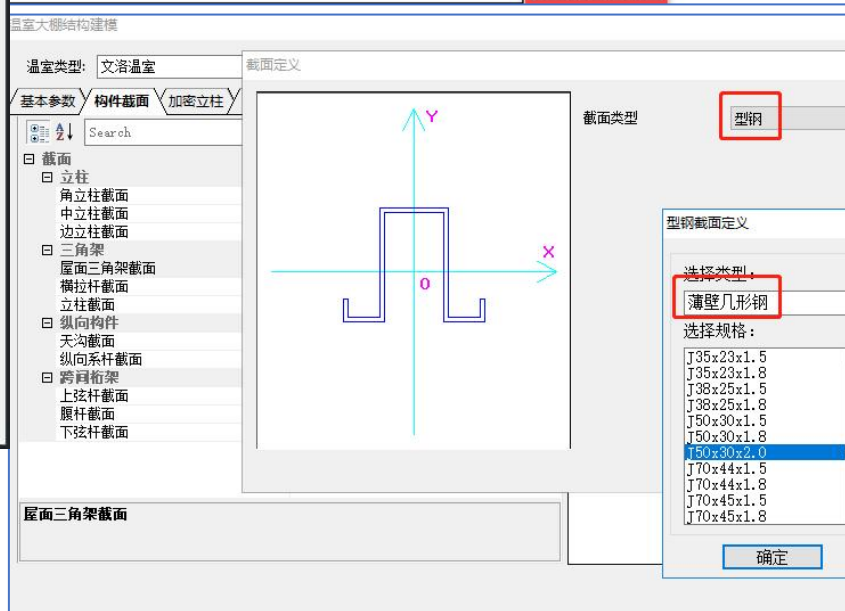 温室大棚结构建模
温室类型: 文洛温室
基本参数 构件截面 加密立柱
Search
截面
立柱
角立柱截面
中立柱截面
边立柱截面
三角架
屋面三角架截面
横拉杆截面
立柱截面
纵向构件
天沟截面
纵向系杆截面
跨间桁架
上弦杆截面
腹杆截面
下弦杆截面
屋面三角架截面
截面定义
Y
X
0
截面类型 型钢
型钢截面定义
选择类型:
薄壁几形钢
选择规格:
J35x23x1.5
J35x23x1.8
J38x25x1.5
J38x25x1.8
J50x30x1.5
J50x30x1.8
J50x30x2.0
J70x44x1.5
J70x44x1.8
J70x45x1.5
J70x45x1.8
确定